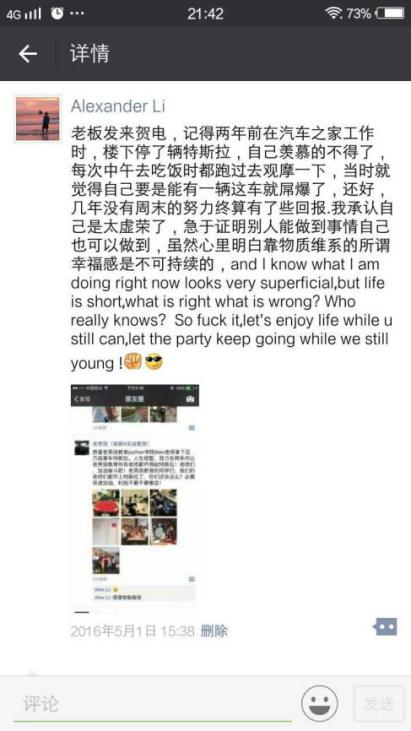 4G
21:42
73%
详情
Alexander Li
老板发来贺电，记得两年前在汽车之家工作
时，楼下停了辆特斯拉，自己羡慕的不得了，
每次中午去吃饭时都跑过去观摩一下，当时就
觉得自己要是能有一辆这车就屌爆了，还好，
几年没有周末的努力终算有了些回报.我承认自
己是太虚荣了，急于证明别人能做到事情自己
也可以做到，虽然心里明白靠物质维系的所谓
幸福感是不可持续的，and I know what I am
doing right now looks very superficial,but life
is short,what is right what is wrong? Who
really knows？ So fuck it,let's enjoy life while u
still can,let the party keep going while we still
young !
朋友圈
2016年5月1日 15:38 删除
评论
发送